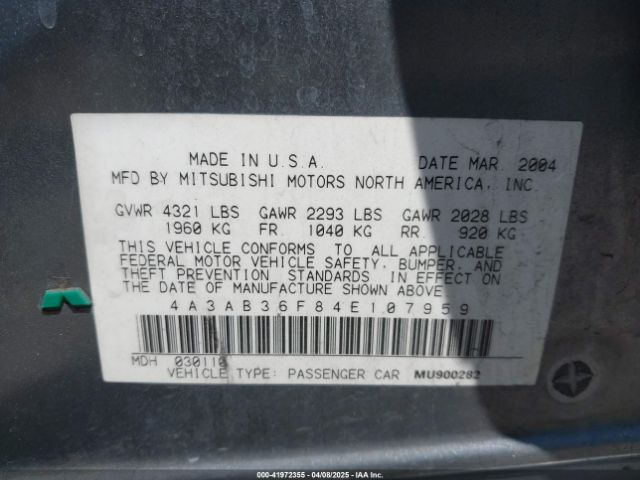 MADE IN U.S.A. DATE MAR. 2004
MFD BY MITSUBISHI MOTORS NORTH AMERICA, INC.
GVWR 4321 LBS GAWR 2293 LBS GAWR 2028 LBS
1960 KG FR. 1040 KG RR. 920 KG
THIS VEHICLE CONFORMS TO ALL APPLICABLE
FEDERAL MOTOR VEHICLE SAFETY, BUMPER, AND
THEFT PREVENTION STANDARDS IN EFFECT ON
THE DATE OF MANUFACTURE SHOWN ABOVE
4A3AB36F84E107959
MDH 030110
VEHICLE TYPE: PASSENGER CAR MU900282
000-41972355 - 04/08/2025 - IAA Inc.